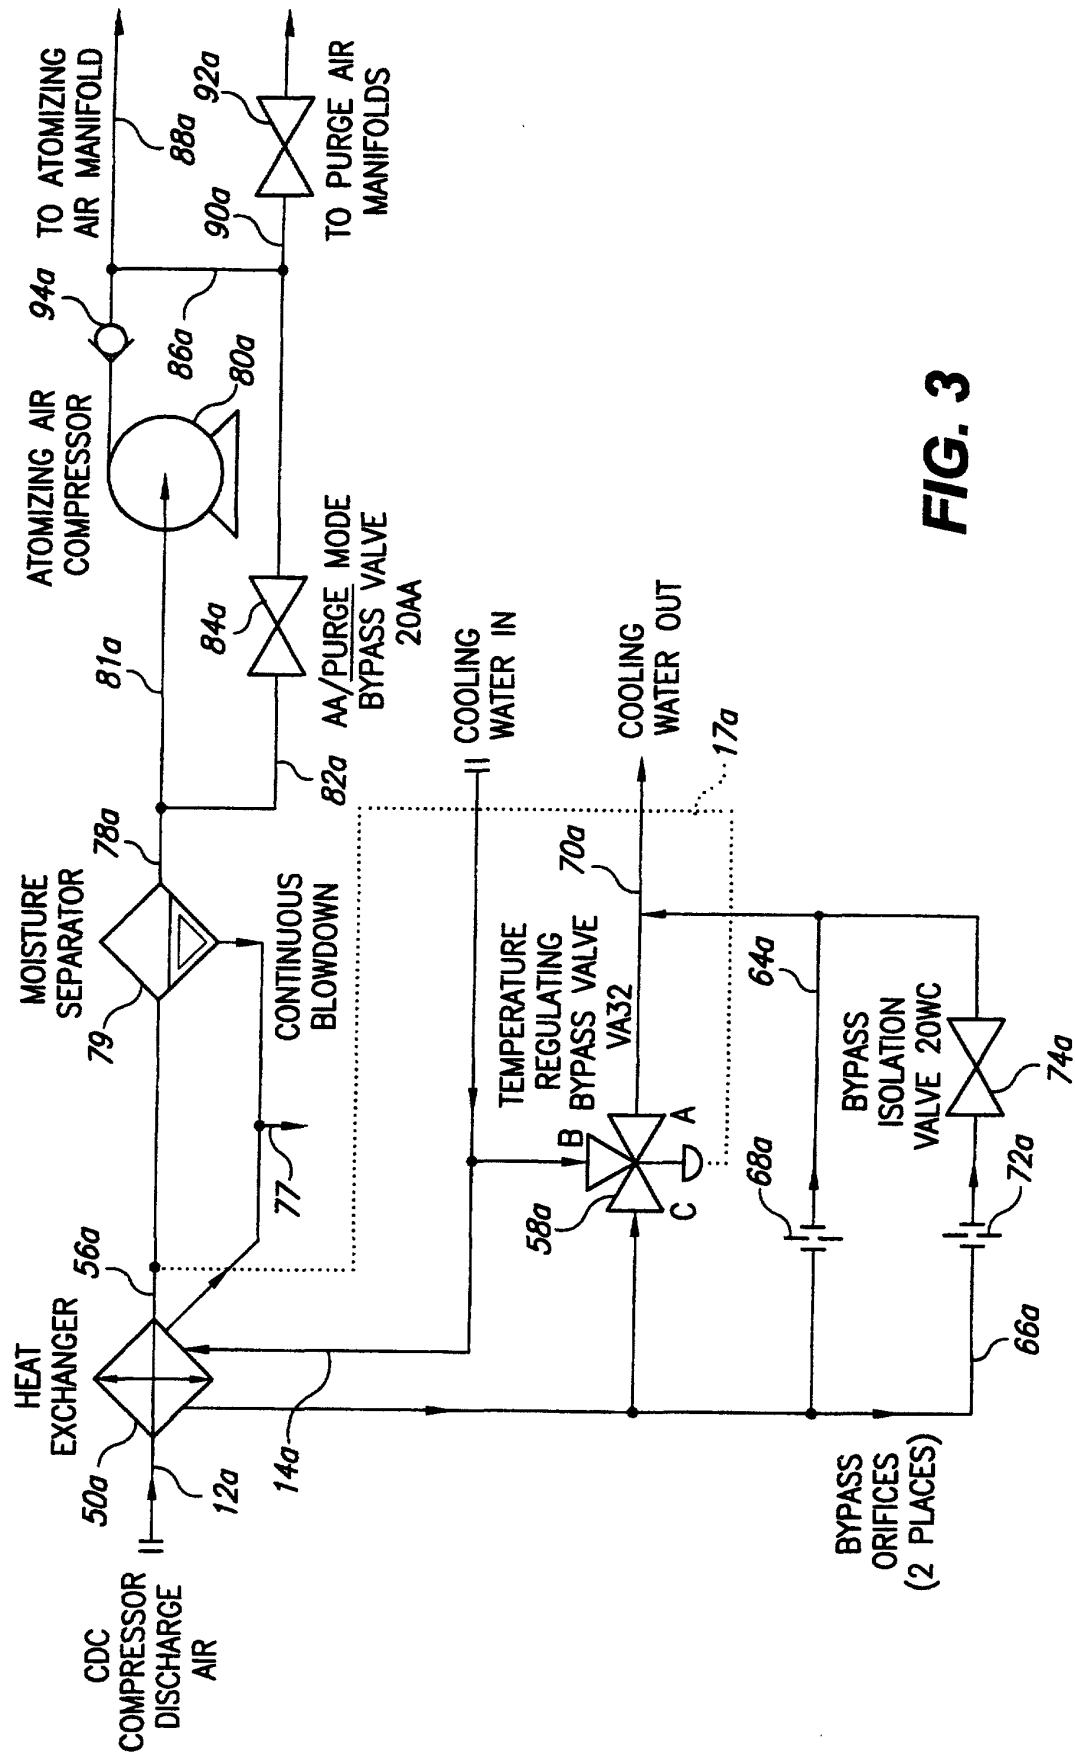 CDC
COMPRESSOR
DISCHARGE
AIR
12a
50a
HEAT
EXCHANGER
56a
14a
77
79
MOISTURE
SEPARATOR
CONTINUOUS
BLOWDOWN
78a
81a
82a
84a
AA/PURGE MODE
BYPASS VALVE
20AA
ATOMIZING AIR
COMPRESSOR
80a
94a
86a
TO ATOMIZING
AIR MANIFOLD
88a
90a
92a
TO PURGE AIR
MANIFOLDS
COOLING
WATER IN
COOLING
WATER OUT
17a
70a
TEMPERATURE
REGULATING
BYPASS VALVE
VA32
B
A
C
58a
64a
68a
BYPASS
ISOLATION
VALVE 20WC
74a
72a
66a
BYPASS
ORIFICES
(2 PLACES)
FIG. 3